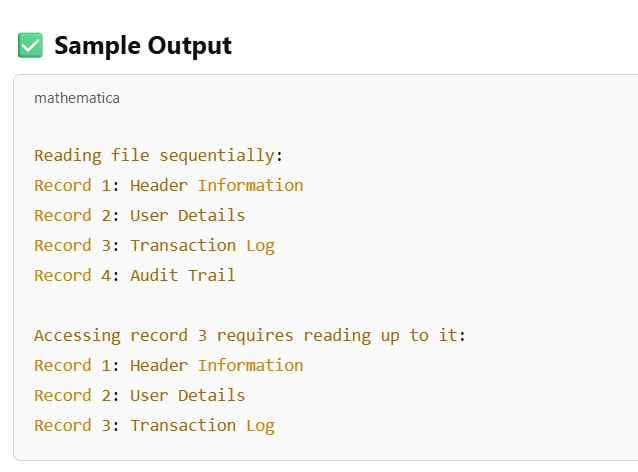 Sample Output
mathematica
Reading file sequentially:
Record 1: Header Information
Record 2: User Details
Record 3: Transaction Log
Record 4: Audit Trail
Accessing record 3 requires reading up to it:
Record 1: Header Information
Record 2: User Details
Record 3: Transaction Log